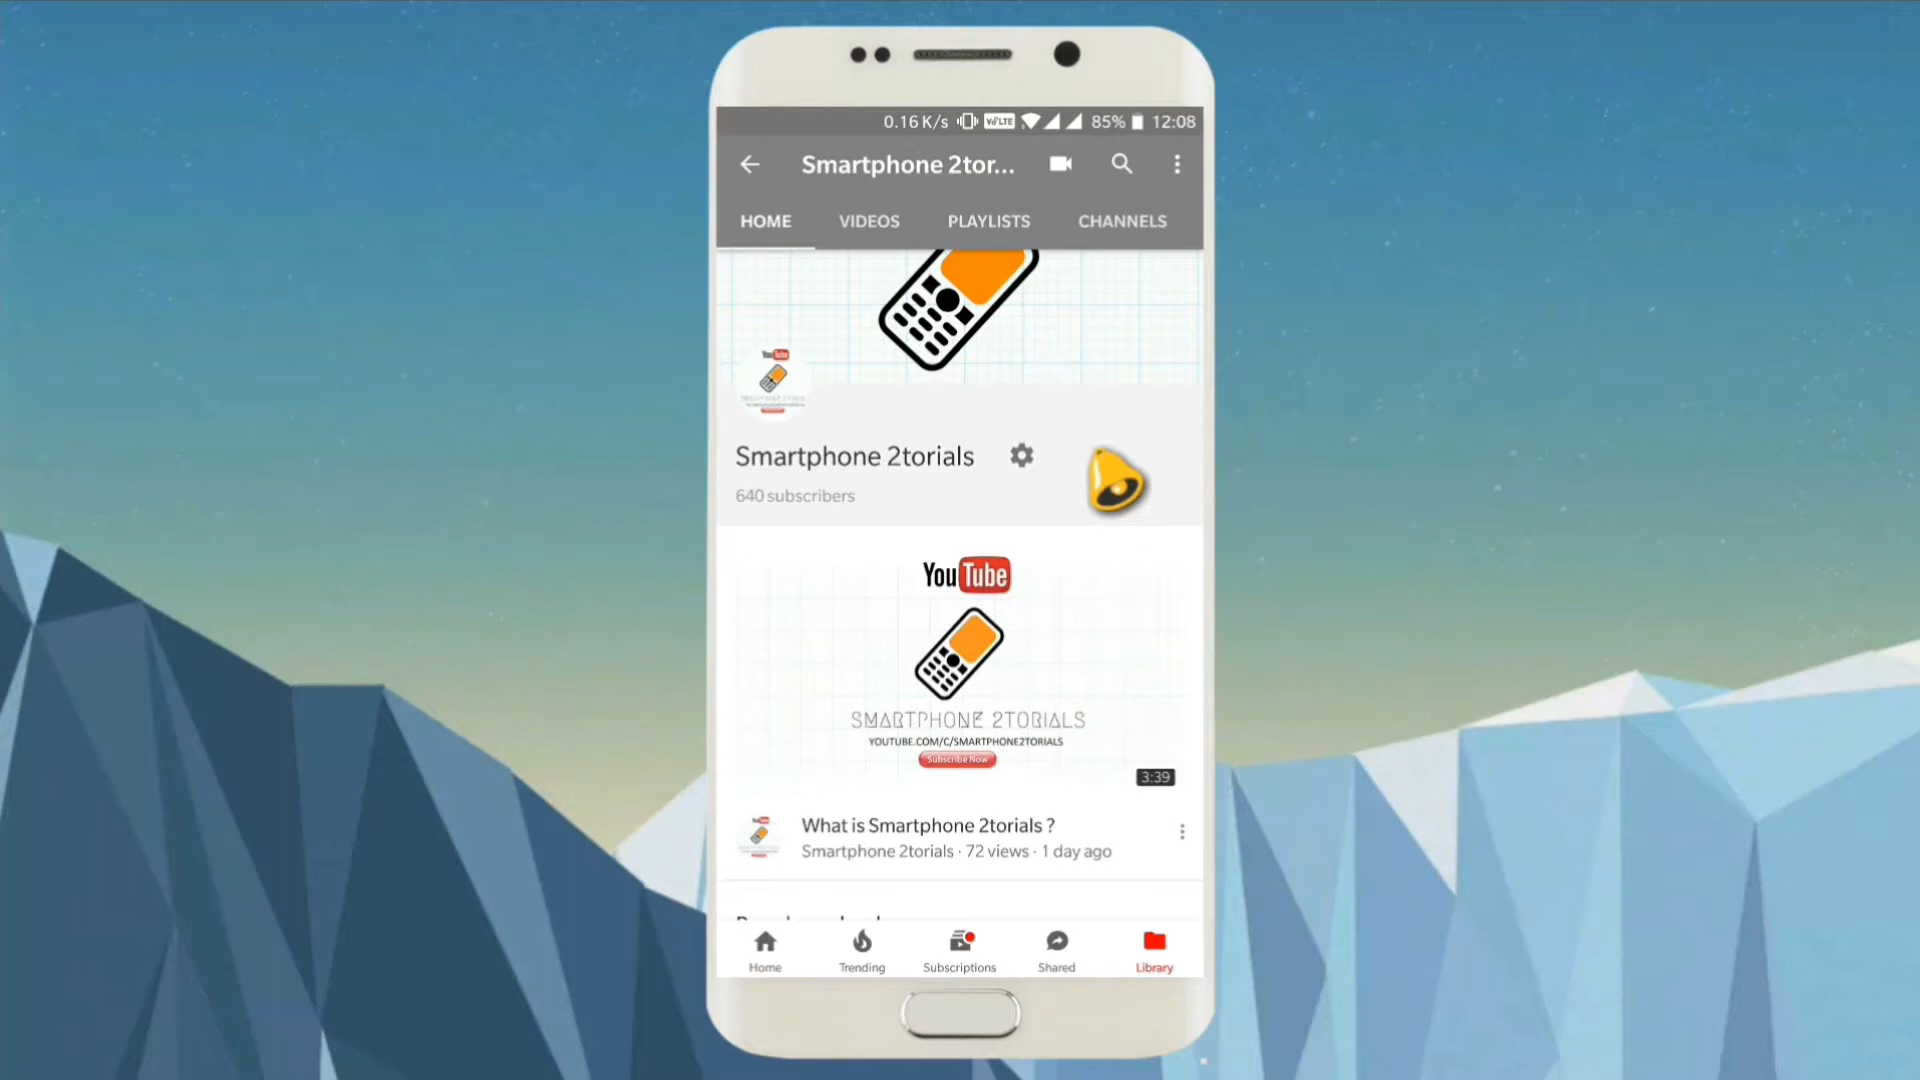 0.16 K/s VoLTE 85% 12:08
Smartphone 2tor...
HOME VIDEOS PLAYLISTS CHANNELS
YouTube
Smartphone 2torials
640 subscribers
YouTube
SMARTPHONE 2TORIALS
YOUTUBE.COM/C/SMARTPHONE2TORIALS
Subscribe Now
3:39
What is Smartphone 2torials ?
Smartphone 2torials · 72 views · 1 day ago
Home Trending Subscriptions Shared Library